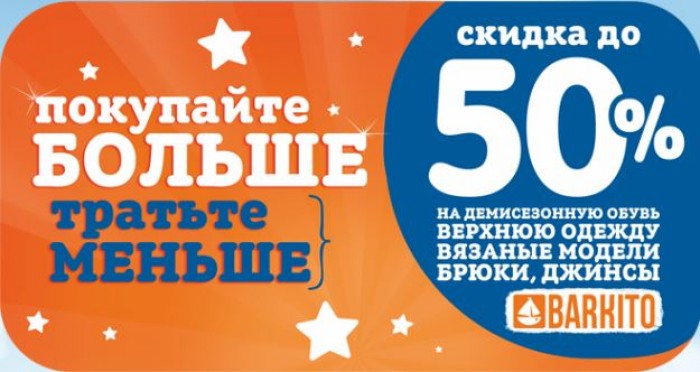 покупайте
БОЛЬШЕ
тратьте
МЕНЬШЕ
скидка до
50%
НА ДЕМИСЕЗОННУЮ ОБУВЬ
ВЕРХНЮЮ ОДЕЖДУ
ВЯЗАНЫЕ МОДЕЛИ
БРЮКИ, ДЖИНСЫ
BARKITO